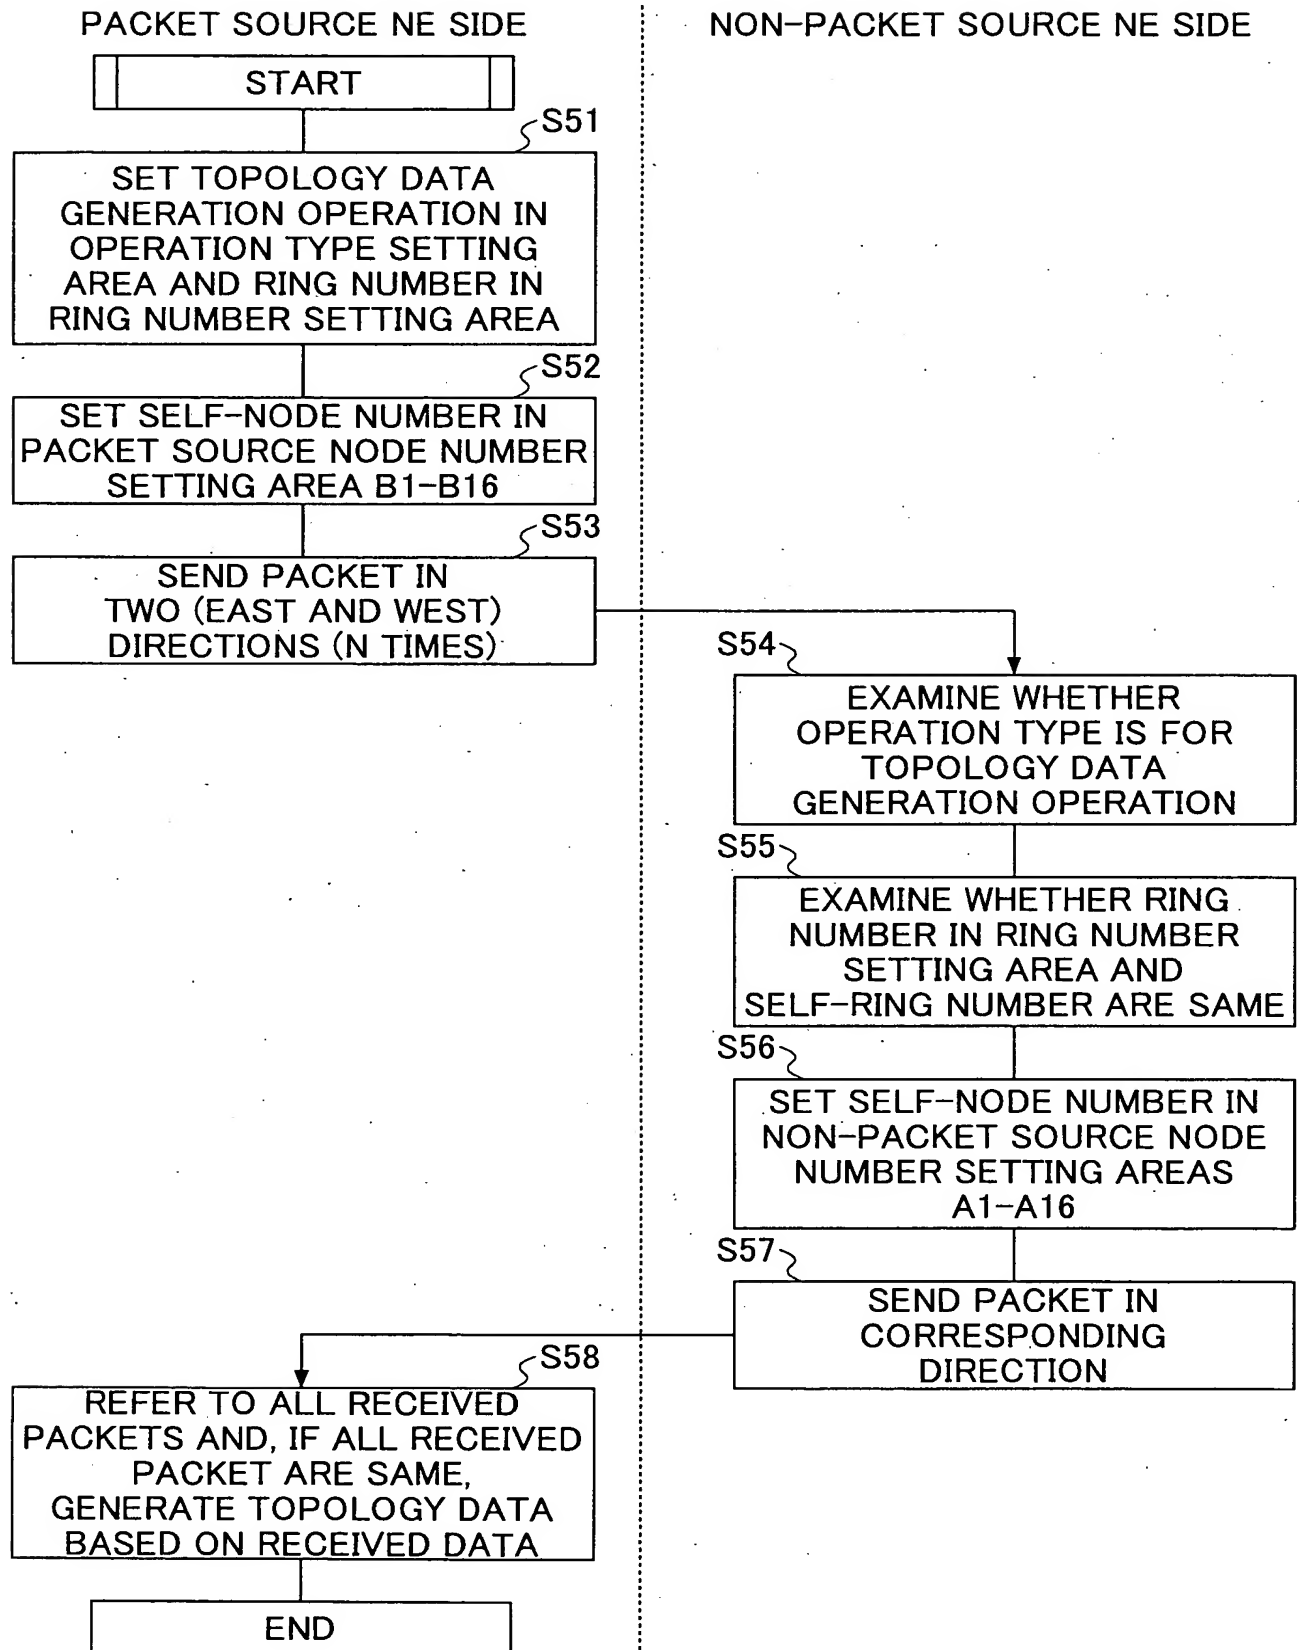 PACKET SOURCE NE SIDE
NON-PACKET SOURCE NE SIDE
START
S51
SET TOPOLOGY DATA
GENERATION OPERATION IN
OPERATION TYPE SETTING
AREA AND RING NUMBER IN
RING NUMBER SETTING AREA
S52
SET SELF-NODE NUMBER IN
PACKET SOURCE NODE NUMBER
SETTING AREA B1-B16
S53
SEND PACKET IN
TWO (EAST AND WEST)
DIRECTIONS (N TIMES)
S54
EXAMINE WHETHER
OPERATION TYPE IS FOR
TOPOLOGY DATA
GENERATION OPERATION
S55
EXAMINE WHETHER RING
NUMBER IN RING NUMBER
SETTING AREA AND
SELF-RING NUMBER ARE SAME
S56
SET SELF-NODE NUMBER IN
NON-PACKET SOURCE NODE
NUMBER SETTING AREAS
A1-A16
S57
SEND PACKET IN
CORRESPONDING
DIRECTION
S58
REFER TO ALL RECEIVED
PACKETS AND, IF ALL RECEIVED
PACKET ARE SAME,
GENERATE TOPOLOGY DATA
BASED ON RECEIVED DATA
END